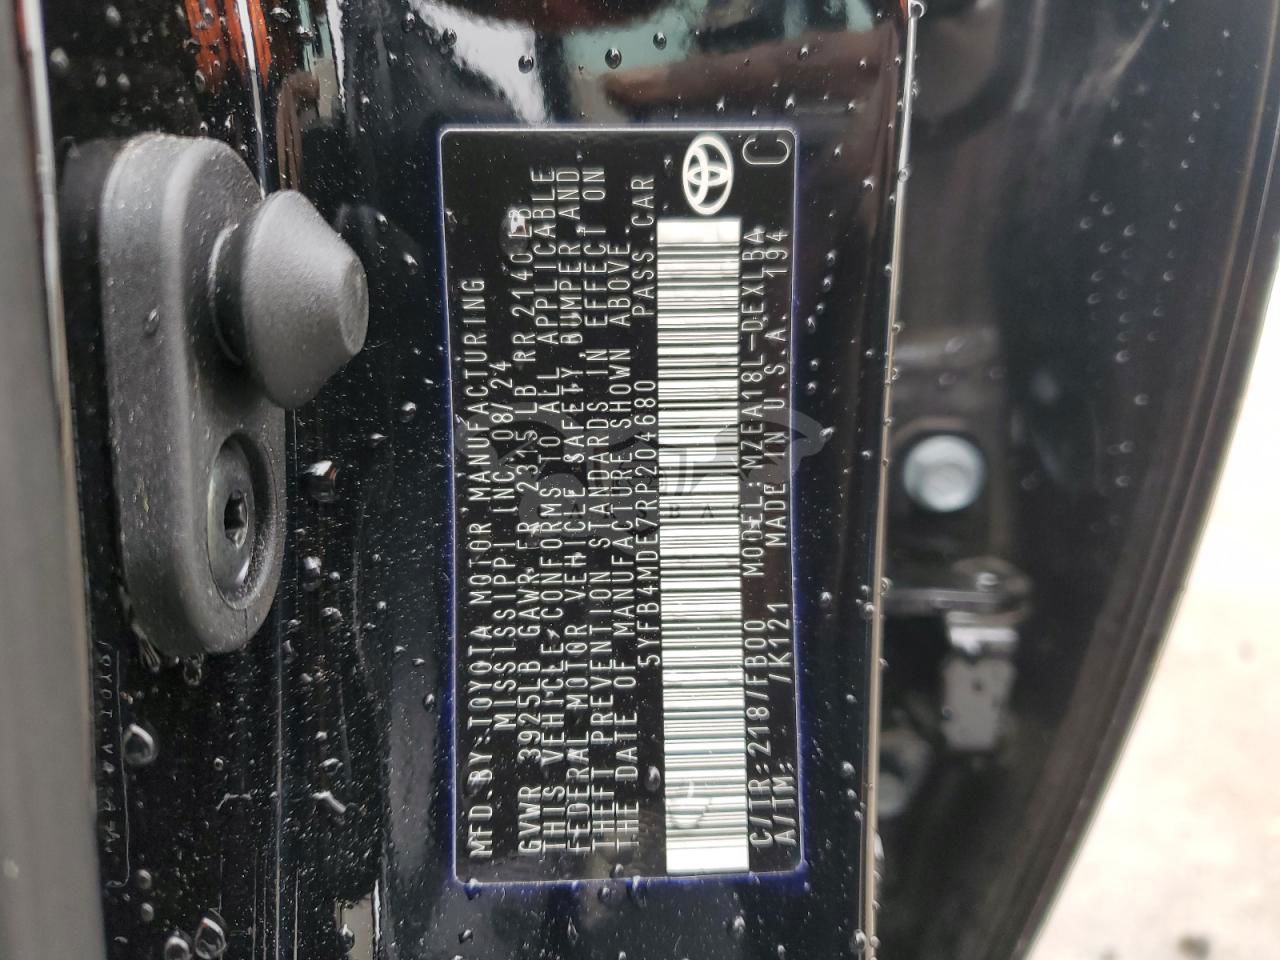 MFD.BY:TOYOTA MOTOR MANUFACTURING
MISSISSIPPI INC. 08/24
GVWR 3925LB GAWR FR 2315LB RR 2140LB
THIS VEHICLE CONFORMS TO ALL APPLICABLE
FEDERAL MOTOR VEHICLE SAFETY, BUMPER, AND
THEFT PREVENTION STANDARDS IN EFFECT ON
THE DATE OF MANUFACTURE SHOWN ABOVE.
5YFB4MDE7RP204680 PASS.CAR
C/TR:218 /FB00 MODEL:MZEA18L-DEXLBA
A/TM: /K121 MADE IN U.S.A. 194
C